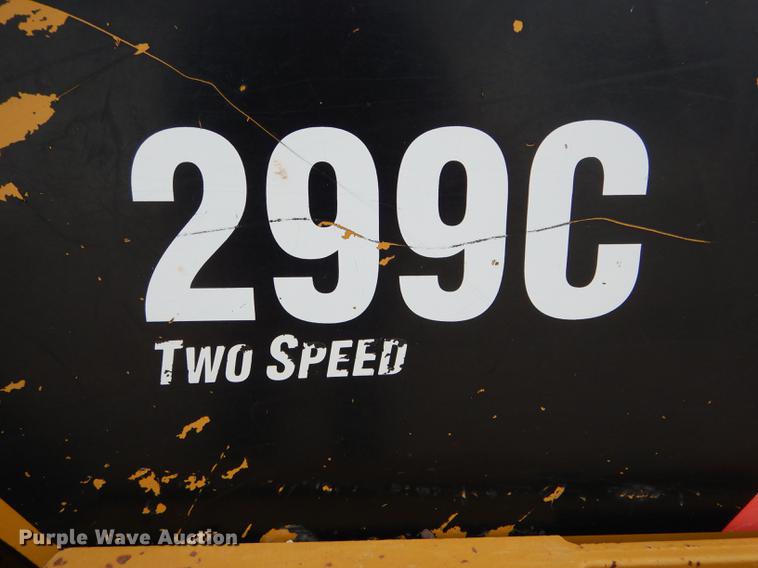 299C
TWO SPEED
Purple Wave Auction